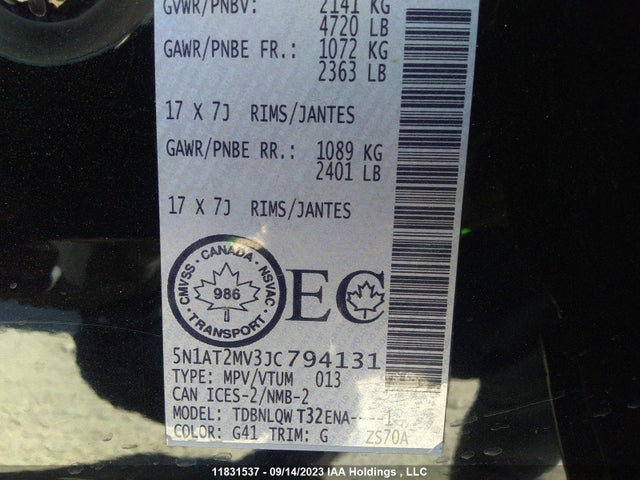 GVWR/PNBV: 2141 KG
4720 LB
GAWR/PNBE FR.: 1072 KG
2363 LB
17 X 7J RIMS/JANTES
GAWR/PNBE RR.: 1089 KG
2401 LB
17 X 7J RIMS/JANTES
CANADA
CMVSS NSVAC
986
TRANSPORT
EC
5N1AT2MV3JC794131
TYPE: MPV/VTUM 013
CAN ICES-2/NMB-2
MODEL: TDBNLQWT32ENA----1
COLOR: G41 TRIM: G ZS70A
11831537 - 09/14/2023 IAA Holdings , LLC